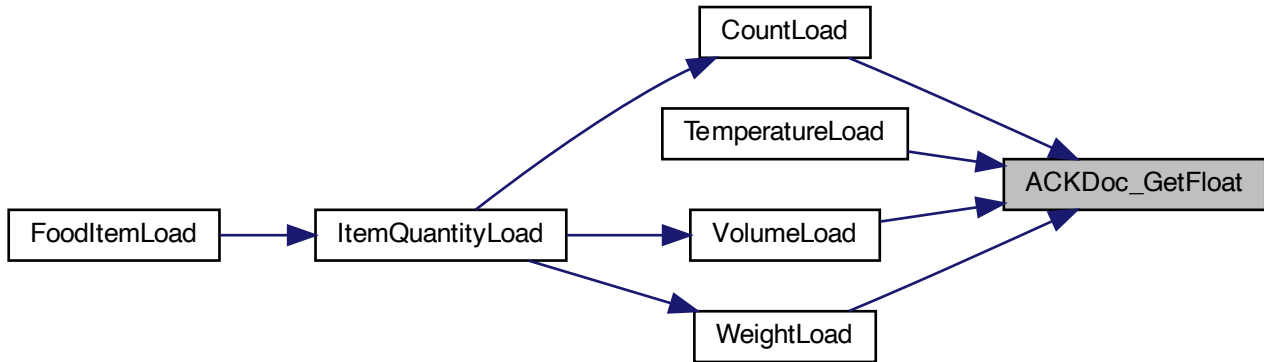 CountLoad
TemperatureLoad
ACKDoc_GetFloat
FoodItemLoad
ItemQuantityLoad
VolumeLoad
WeightLoad